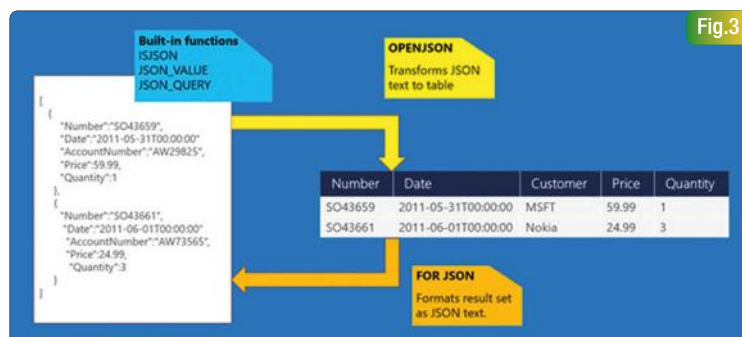 Fig.3
Built-in functions
ISJSON
JSON_VALUE
JSON_QUERY
OPENJSON
Transforms JSON
text to table
[
{
"Number":"SO43659",
"Date":"2011-05-31T00:00:00"
"AccountNumber":"AW29825",
"Price":59.99,
"Quantity":1
},
{
"Number":"SO43661",
"Date":"2011-06-01T00:00:00"
"AccountNumber":"AW73565",
"Price":24.99,
"Quantity":3
}
]
Number Date Customer Price Quantity
SO43659 2011-05-31T00:00:00 MSFT 59.99 1
SO43661 2011-06-01T00:00:00 Nokia 24.99 3
FOR JSON
Formats result set
as JSON text.